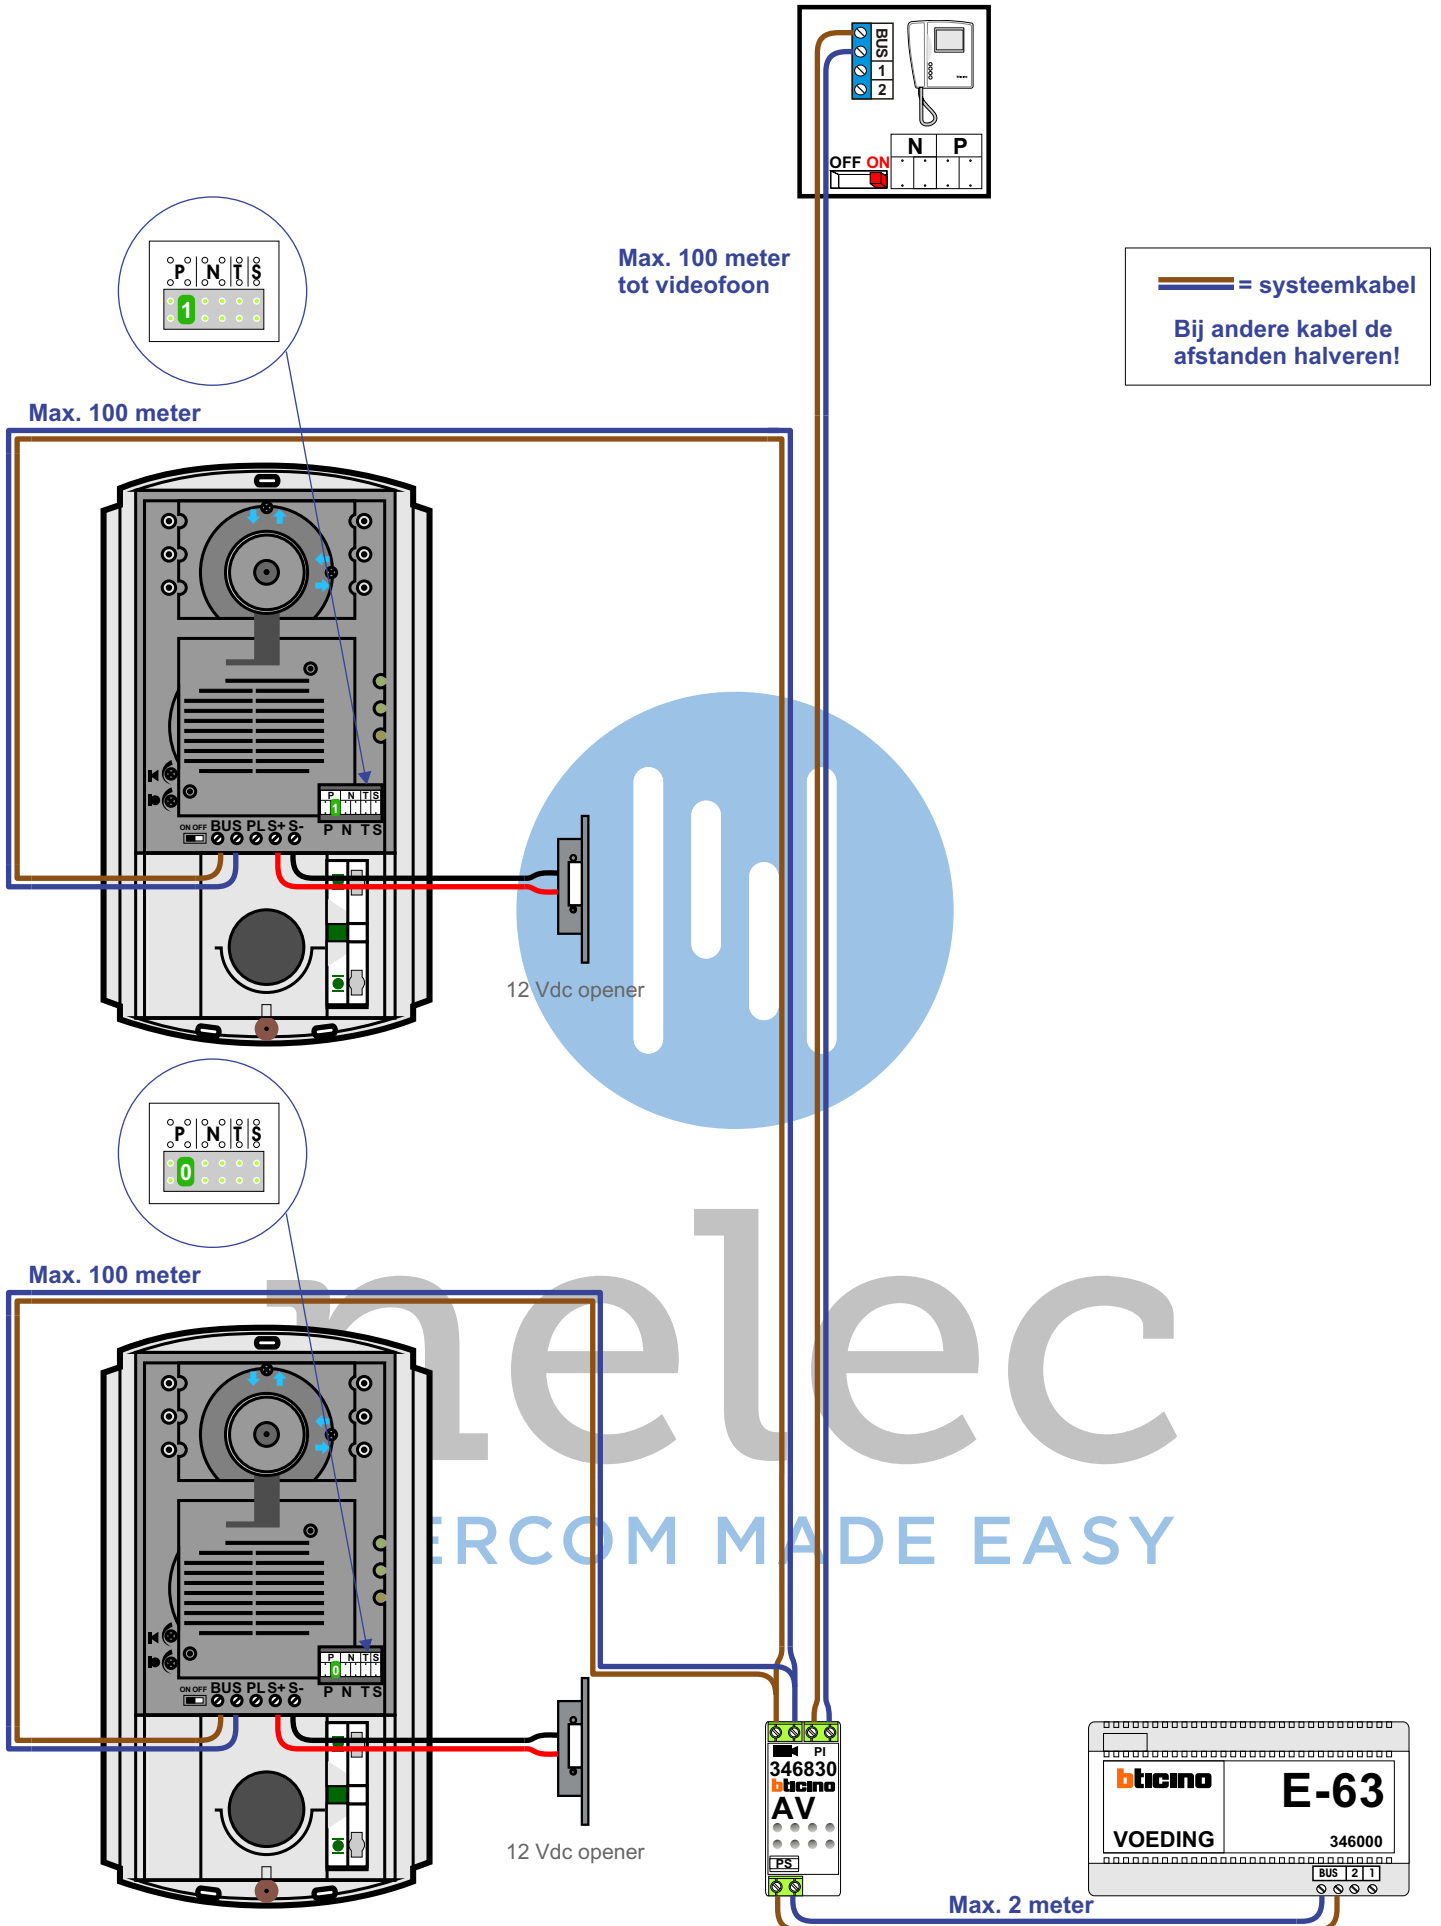 BUS
1
2
N P
OFF ON
P N T S
1
Max. 100 meter
tot videofoon
= systeemkabel
Bij andere kabel de
afstanden halveren!
Max. 100 meter
P N T S
1
ON OFF BUS PL S+ S- P N T S
12 Vdc opener
P N T S
0
nelec
ERCOM MADE EASY
Max. 100 meter
P N T S
0
ON OFF BUS PL S+ S- P N T S
12 Vdc opener
PI
346830
bticino
AV
PS
bticino
E-63
VOEDING
346000
BUS 2 1
Max. 2 meter